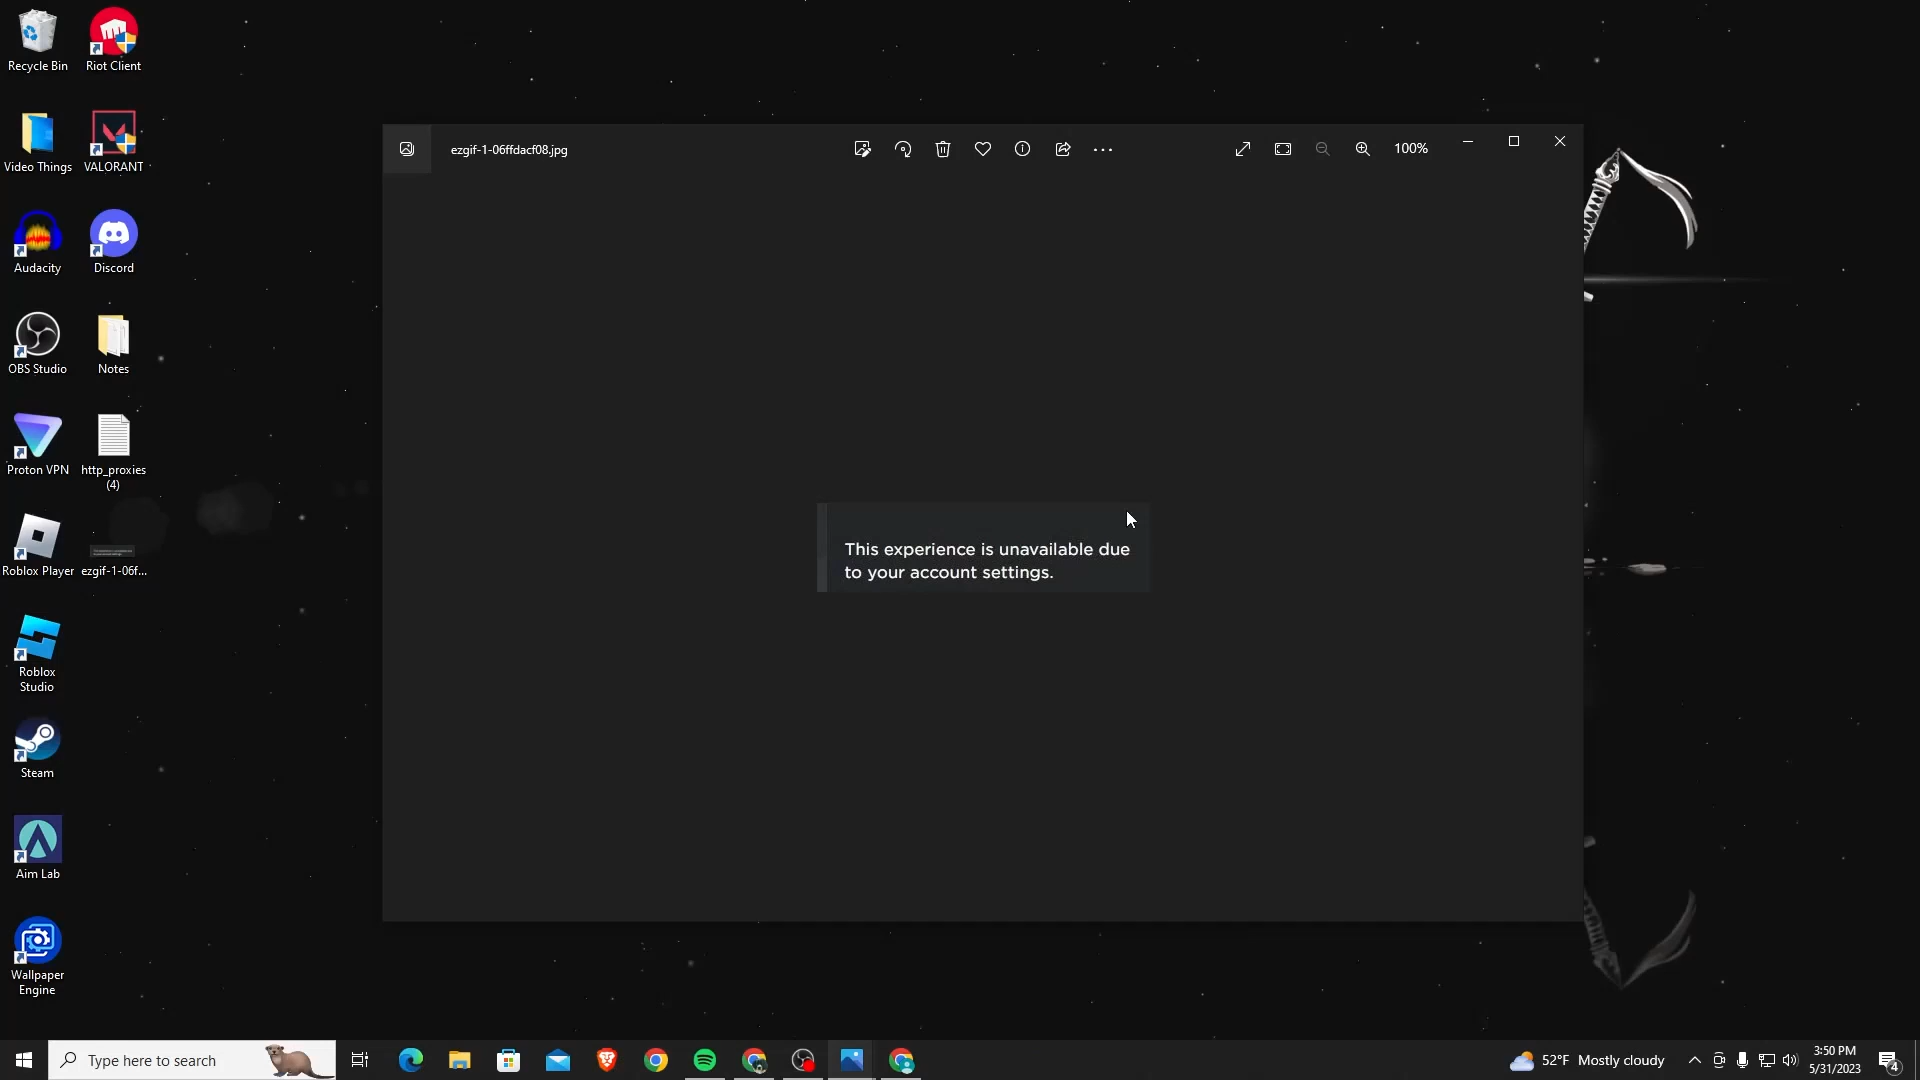 Recycle Bin
Riot Client
Video Things
VALORANT
Audacity
Discord
OBS Studio
Notes
Proton VPN
http_proxies
(4)
Roblox Player
ezgif-1-06f...
Roblox
Studio
Steam
Aim Lab
Wallpaper
Engine
ezgif-1-06ffdacf08.jpg
100%
This experience is unavailable due
to your account settings.
Type here to search
52°F Mostly cloudy
3:50 PM
5/31/2023
4